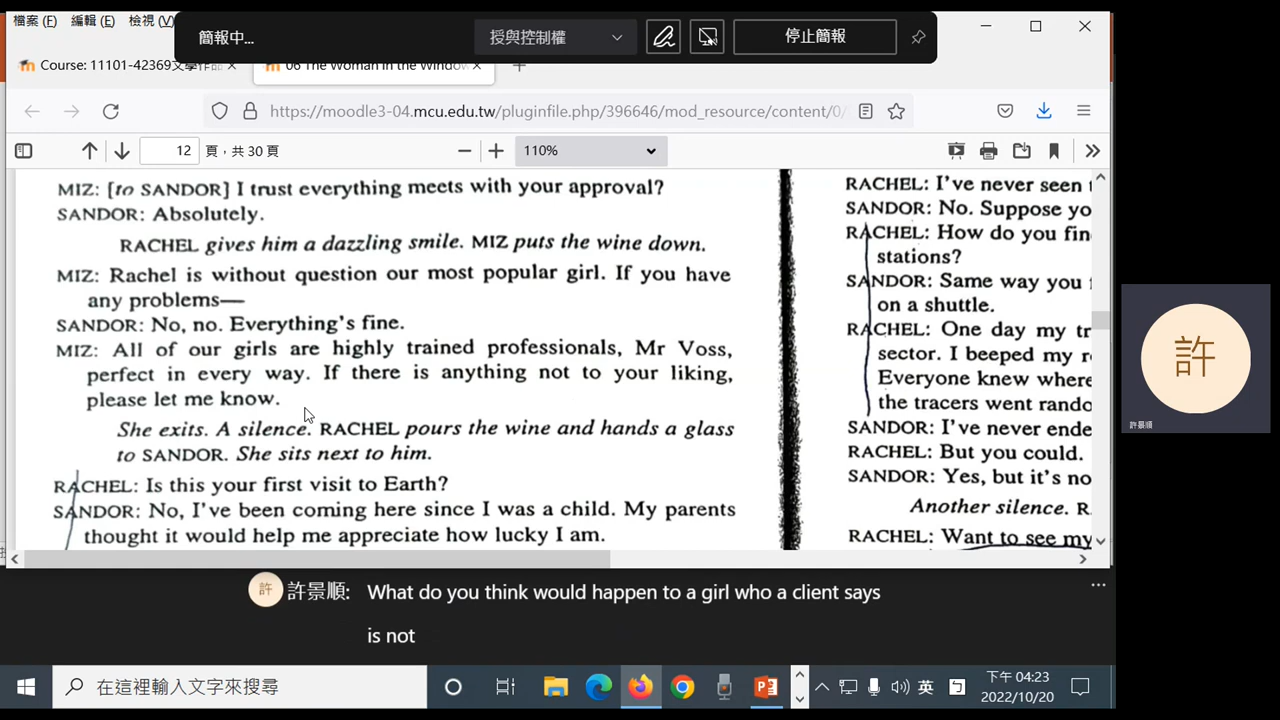 檔案 (F) 編輯 (E) 檢視 (V)
簡報中...
授與控制權
停止簡報
Course: 11101-42369文學作品
06 The Woman in the Window
https://moodle3-04.mcu.edu.tw/pluginfile.php/396646/mod_resource/content/0/
12 頁，共 30 頁
110%
MIZ: [to SANDOR] I trust everything meets with your approval?
SANDOR: Absolutely.
RACHEL gives him a dazzling smile. MIZ puts the wine down.
MIZ: Rachel is without question our most popular girl. If you have
any problems—
SANDOR: No, no. Everything's fine.
MIZ: All of our girls are highly trained professionals, Mr Voss,
perfect in every way. If there is anything not to your liking,
please let me know.
She exits. A silence. RACHEL pours the wine and hands a glass
to SANDOR. She sits next to him.
RACHEL: Is this your first visit to Earth?
SANDOR: No, I've been coming here since I was a child. My parents
thought it would help me appreciate how lucky I am.
RACHEL: I've never seen
SANDOR: No. Suppose yo
RACHEL: How do you fin
stations?
SANDOR: Same way you
on a shuttle.
RACHEL: One day my tr
sector. I beeped my r
Everyone knew where
the tracers went rando
SANDOR: I've never ende
RACHEL: But you could.
SANDOR: Yes, but it's no
Another silence. R
RACHEL: Want to see my
許
許景順
許
許景順: What do you think would happen to a girl who a client says
is not
在這裡輸入文字來搜尋
英
下午 04:23
2022/10/20